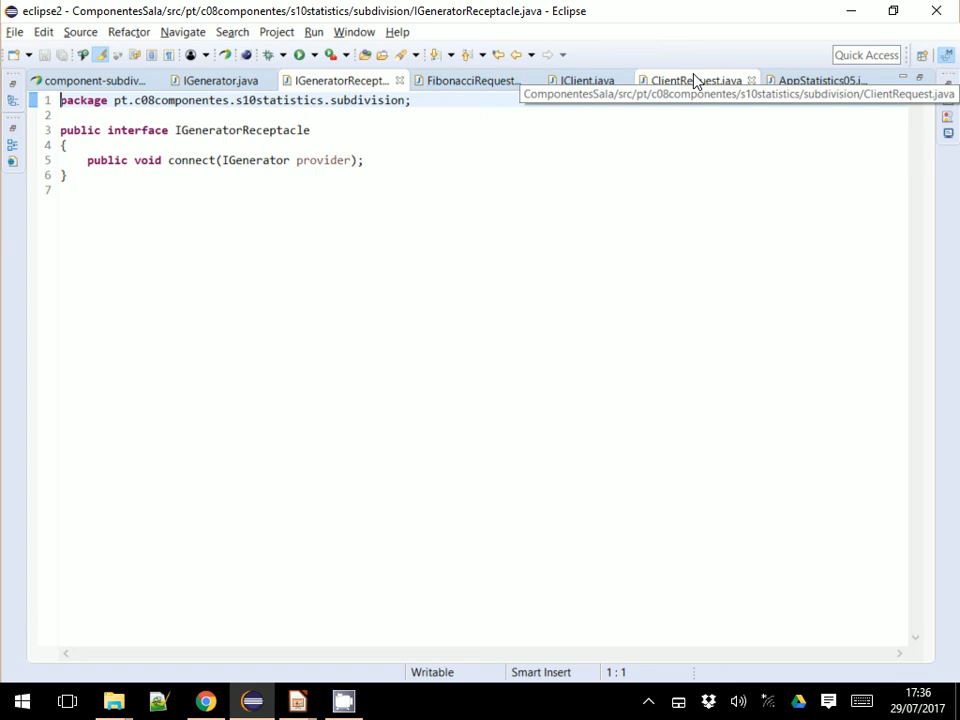 eclipse2 - ComponentesSala/src/pt/c08componentes/s10statistics/subdivision/IGeneratorReceptacle.java - Eclipse
File Edit Source Refactor Navigate Search Project Run Window Help
Quick Access
component-subdiv... IGenerator.java IGeneratorRecept... FibonacciRequest... IClient.java ClientRequest.java AppStatistics05.j...
ComponentesSala/src/pt/c08componentes/s10statistics/subdivision/ClientRequest.java
1 package pt.c08componentes.s10statistics.subdivision;
2
3 public interface IGeneratorReceptacle
4 {
5 public void connect(IGenerator provider);
6 }
7
Writable Smart Insert 1 : 1
17:36
29/07/2017